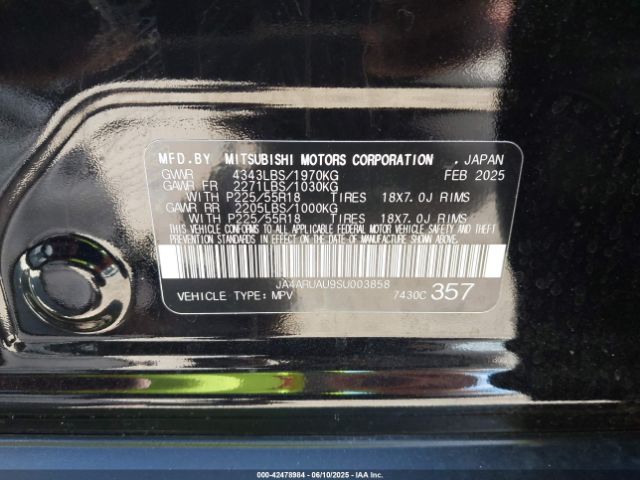 MFD.BY MITSUBISHI MOTORS CORPORATION , JAPAN
GVWR 4343LBS/1970KG FEB 2025
GAWR FR 2271LBS/1030KG
WITH P225/55R18 TIRES 18X7.0J RIMS
GAWR RR 2205LBS/1000KG
WITH P225/55R18 TIRES 18X7.0J RIMS
THIS VEHICLE CONFORMS TO ALL APPLICABLE FEDERAL MOTOR VEHICLE
SAFETY, BUMPER AND THEFT PREVENTION STANDARDS IN EFFECT ON
THE DATE OF MANUFACTURE SHOWN ABOVE.
JA4ARUAU9SU003858
VEHICLE TYPE:MPV 7430C 357
000-42478984 - 06/10/2025 - IAAI.COM